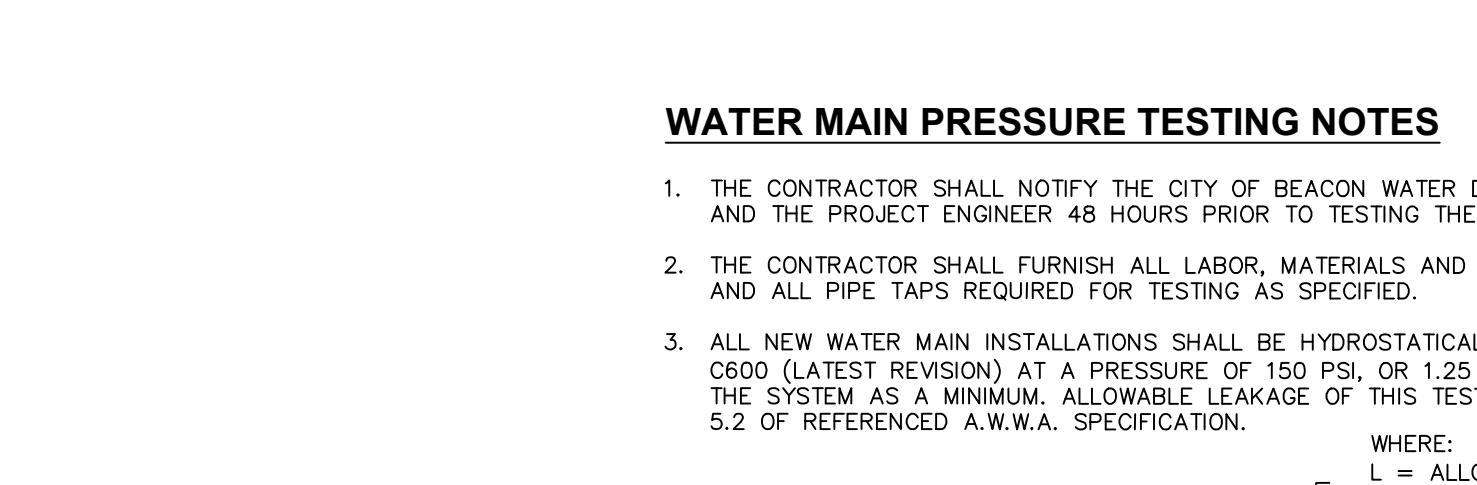 WATER MAIN PRESSURE TESTING NOTES
1. THE CONTRACTOR SHALL NOTIFY THE CITY OF BEACON WATER
AND THE PROJECT ENGINEER 48 HOURS PRIOR TO TESTING THE
2. THE CONTRACTOR SHALL FURNISH ALL LABOR, MATERIALS AND
AND ALL PIPE TAPS REQUIRED FOR TESTING AS SPECIFIED.
3. ALL NEW WATER MAIN INSTALLATIONS SHALL BE
C600 (LATEST REVISION) AT A PRESSURE OF 150 PSI, OR 1.25
THE SYSTEM AS A MINIMUM. ALLOWABLE LEAKAGE OF THIS
5.2 OF REFERENCED A.W.W.A. SPECIFICATION.
WHERE:
L =